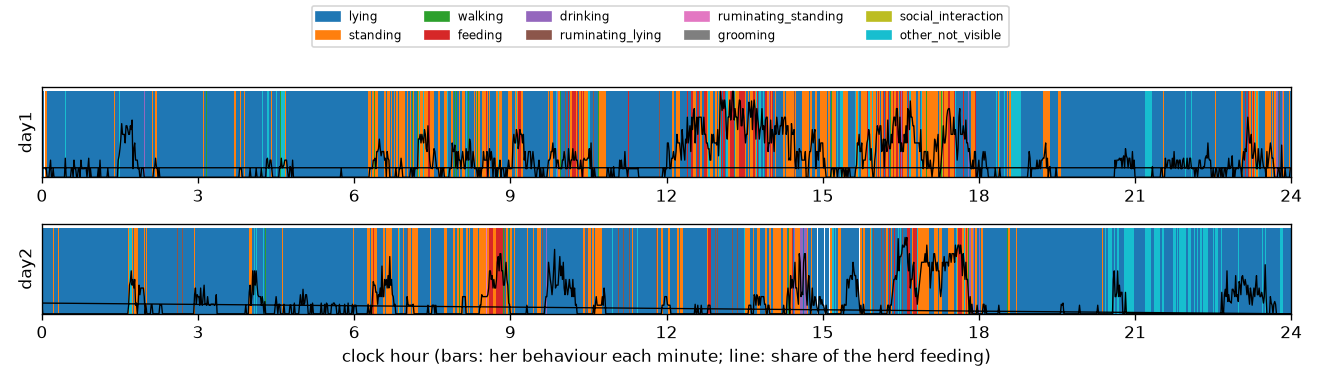 lying walking drinking ruminating_standing social_interaction
standing feeding ruminating_lying grooming other_not_visible
day1
0 3 6 9 12 15 18 21 24
day2
0 3 6 9 12 15 18 21 24
clock hour (bars: her behaviour each minute; line: share of the herd feeding)